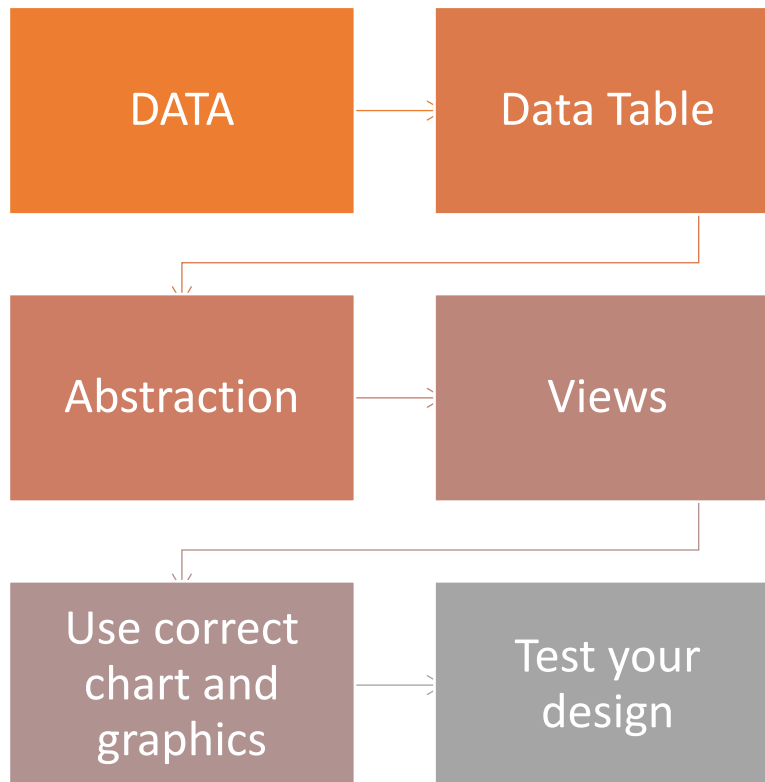 DATA
Data Table
Abstraction
Views
Use correct
chart and
graphics
Test your
design